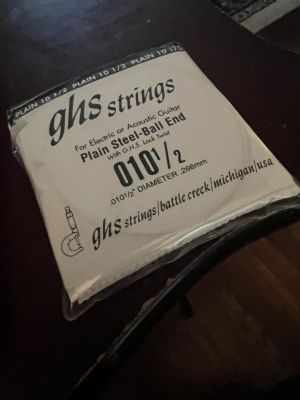 PLAIN 10 1/2 PLAIN 10 1/2 PLAIN 10 1/2
ghs strings
For Electric or Acoustic Guitar
Plain Steel-Ball End
with G.H.S. Lock Twist
010 1/2
.010½" DIAMETER .266mm
ghs strings/battle creek/michigan/usa